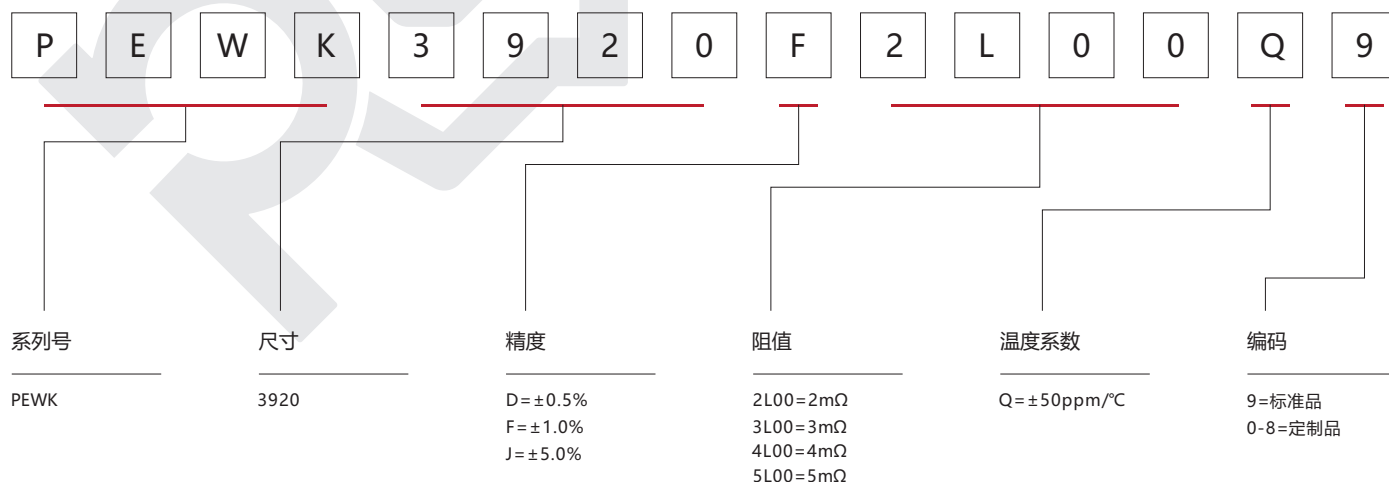 P E W K 3 9 2 0 F 2 L 0 0 Q 9
系列号 尺寸 精度 阻值 温度系数 编码
PEWK 3920 D=±0.5% 2L00=2mΩ Q=±50ppm/℃ 9=标准品
F=±1.0% 3L00=3mΩ 0-8=定制品
J=±5.0% 4L00=4mΩ
5L00=5mΩ